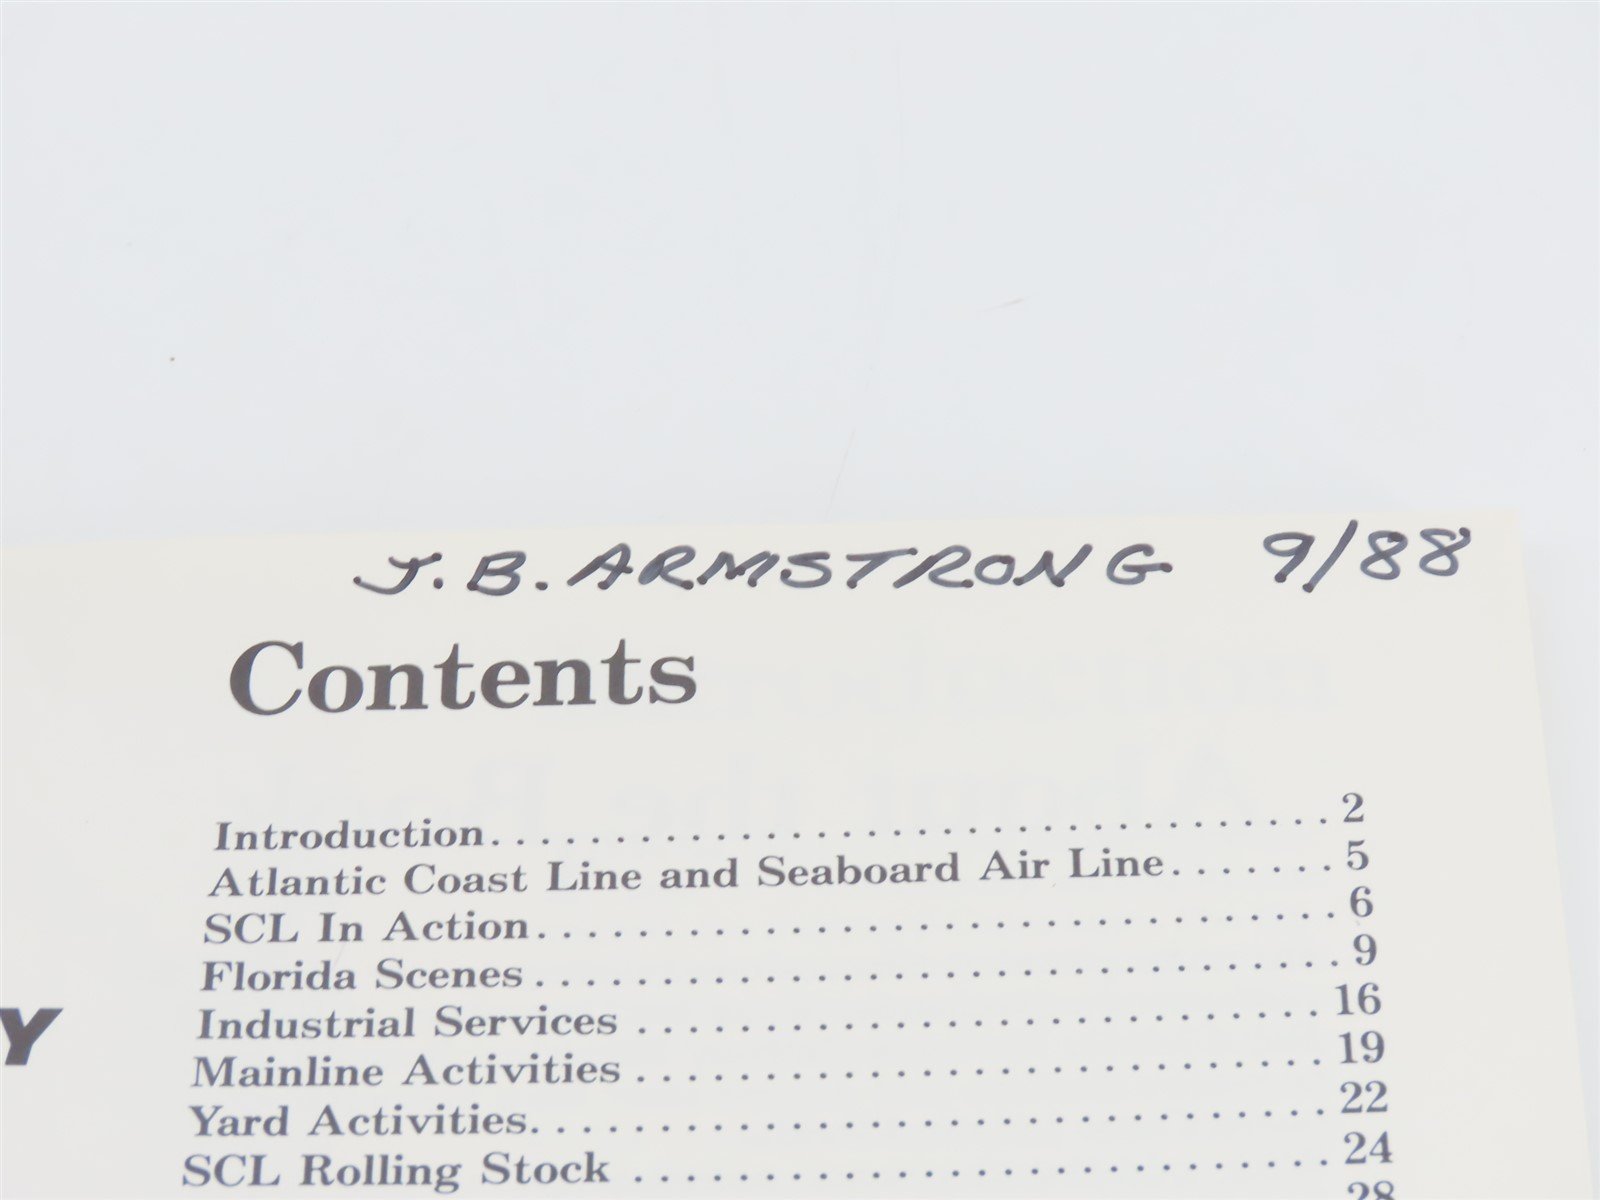 J. B. ARMSTRONG 9/88
Contents
Introduction. . . . . . . . . . . . . . . . . . . . . . . . . . . . . . . . . 2
Atlantic Coast Line and Seaboard Air Line. . . . . . . 5
SCL In Action. . . . . . . . . . . . . . . . . . . . . . . . . . . . . . . . 6
Florida Scenes . . . . . . . . . . . . . . . . . . . . . . . . . . . . . . . . 9
Industrial Services . . . . . . . . . . . . . . . . . . . . . . . . . . . 16
Mainline Activities . . . . . . . . . . . . . . . . . . . . . . . . . . . 19
Y
Yard Activities. . . . . . . . . . . . . . . . . . . . . . . . . . . . . . . 22
SCL Rolling Stock . . . . . . . . . . . . . . . . . . . . . . . . . . . 24
28